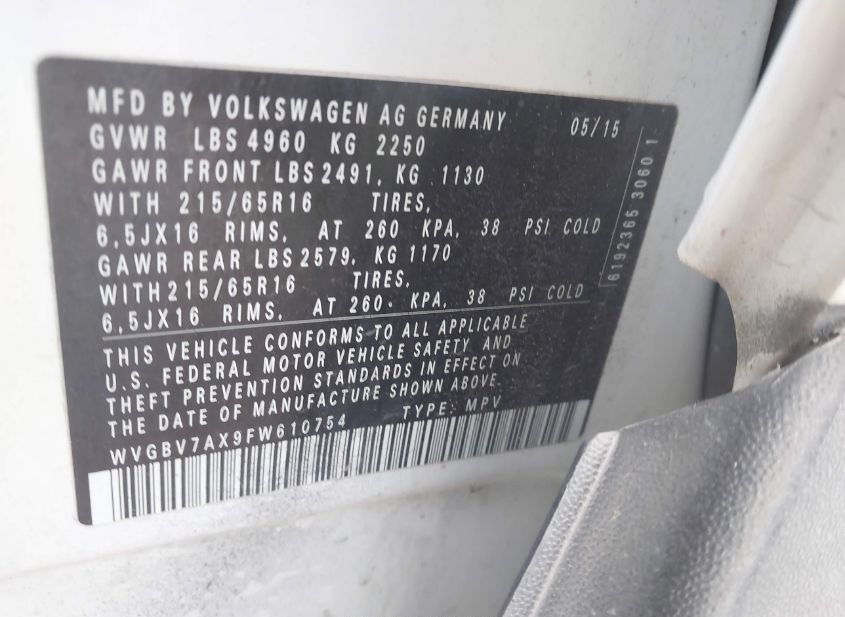 MFD BY VOLKSWAGEN AG GERMANY 05/15
GVWR LBS 4960 KG 2250
GAWR FRONT LBS 2491, KG 1130
WITH 215/65R16 TIRES,
6,5JX16 RIMS, AT 260 KPA, 38 PSI COLD
GAWR REAR LBS 2579, KG 1170
WITH 215/65R16 TIRES,
6,5JX16 RIMS, AT 260 KPA, 38 PSI COLD
THIS VEHICLE CONFORMS TO ALL APPLICABLE
U.S. FEDERAL MOTOR VEHICLE SAFETY AND
THEFT PREVENTION STANDARDS IN EFFECT ON
THE DATE OF MANUFACTURE SHOWN ABOVE.
WVGBV7AX9FW610754 TYPE: MPV
6192365 3060 1